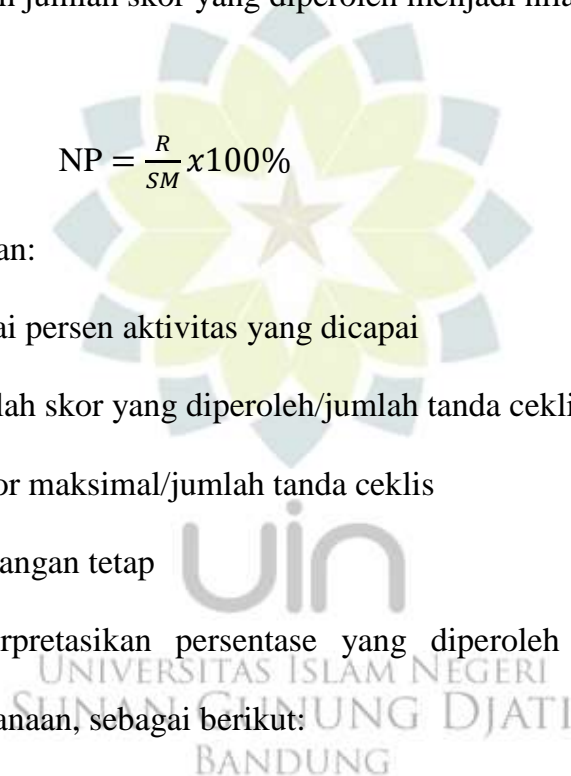 jumlah skor yang diperoleh menjadi
NP = R/SM x100%
an:
ai persen aktivitas yang dicapai
lah skor yang diperoleh/jumlah tanda cekli
or maksimal/jumlah tanda ceklis
angan tetap
rpretasikan persentase yang diperoleh
anaan, sebagai berikut:
uin
UNIVERSITAS ISLAM NEGERI
SUNAN GUNUNG DJATI
BANDUNG